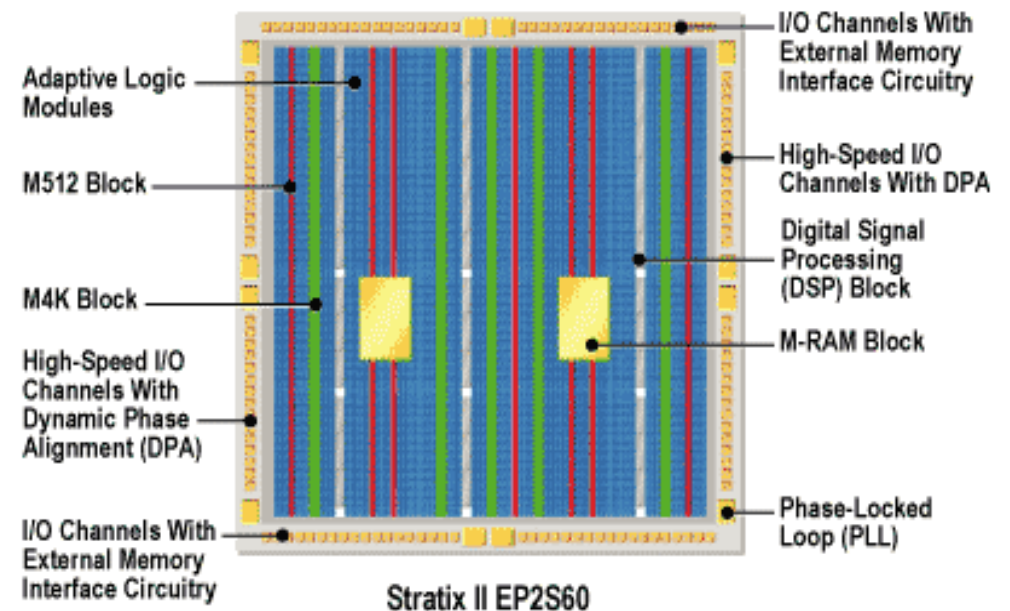 Adaptive Logic
Modules
M512 Block
M4K Block
High-Speed I/O
Channels With
Dynamic Phase
Alignment (DPA)
I/O Channels With
External Memory
Interface Circuitry
I/O Channels With
External Memory
Interface Circuitry
High-Speed I/O
Channels With DPA
Digital Signal
Processing
(DSP) Block
M-RAM Block
Phase-Locked
Loop (PLL)
Stratix II EP2S60